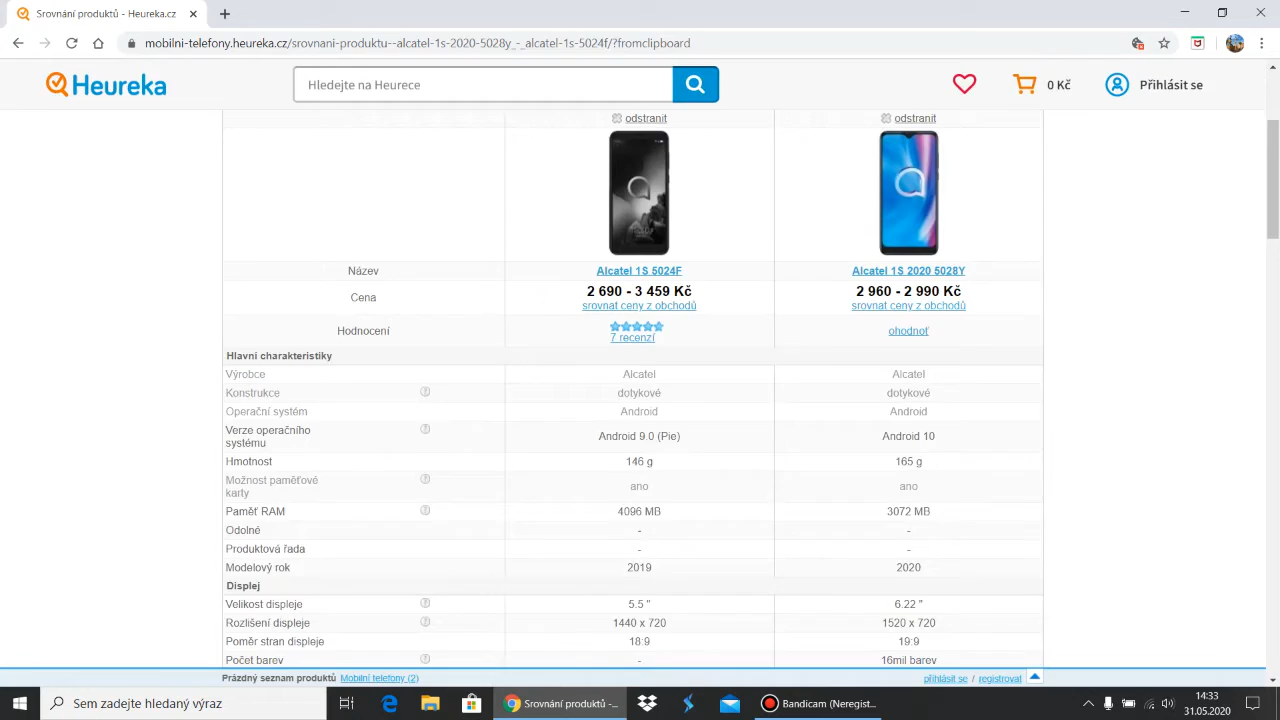 Srovnání produktů - Heureka.cz
mobilni-telefony.heureka.cz/srovnani-produktu--alcatel-1s-2020-5028y_-_alcatel-1s-5024f/?fromclipboard
Heureka
Hledejte na Heurece
0 Kč
Přihlásit se
odstranit odstranit
Název Alcatel 1S 5024F Alcatel 1S 2020 5028Y
Cena 2 690 - 3 459 Kč 2 960 - 2 990 Kč
srovnat ceny z obchodů srovnat ceny z obchodů
Hodnocení 7 recenzí ohodnoť
Hlavní charakteristiky
Výrobce Alcatel Alcatel
Konstrukce dotykové dotykové
Operační systém Android Android
Verze operačního
systému Android 9.0 (Pie) Android 10
Hmotnost 146 g 165 g
Možnost paměťové
karty ano ano
Paměť RAM 4096 MB 3072 MB
Odolné - -
Produktová řada - -
Modelový rok 2019 2020
Displej
Velikost displeje 5.5 " 6.22 "
Rozlišení displeje 1440 x 720 1520 x 720
Poměr stran displeje 18:9 19:9
Počet barev - 16mil barev
Prázdný seznam produktů Mobilní telefony (2) přihlásit se / registrovat
Sem zadejte hledaný výraz
Srovnání produktů -...
Bandicam (Neregist...
14:33
31.05.2020